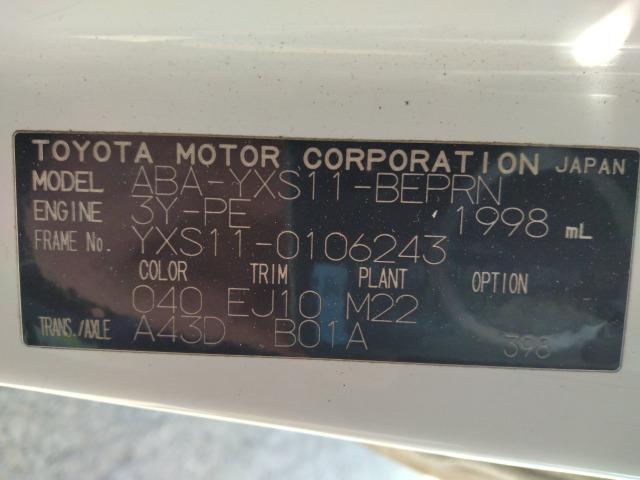 TOYOTA MOTOR CORPORATION JAPAN
MODEL ABA-YXS11-BEPRN
ENGINE 3Y-PE 1998 mL
FRAME No. YXS11-0106243
COLOR TRIM PLANT OPTION
040 EJ10 M22
TRANS./AXLE A43D B01A 398